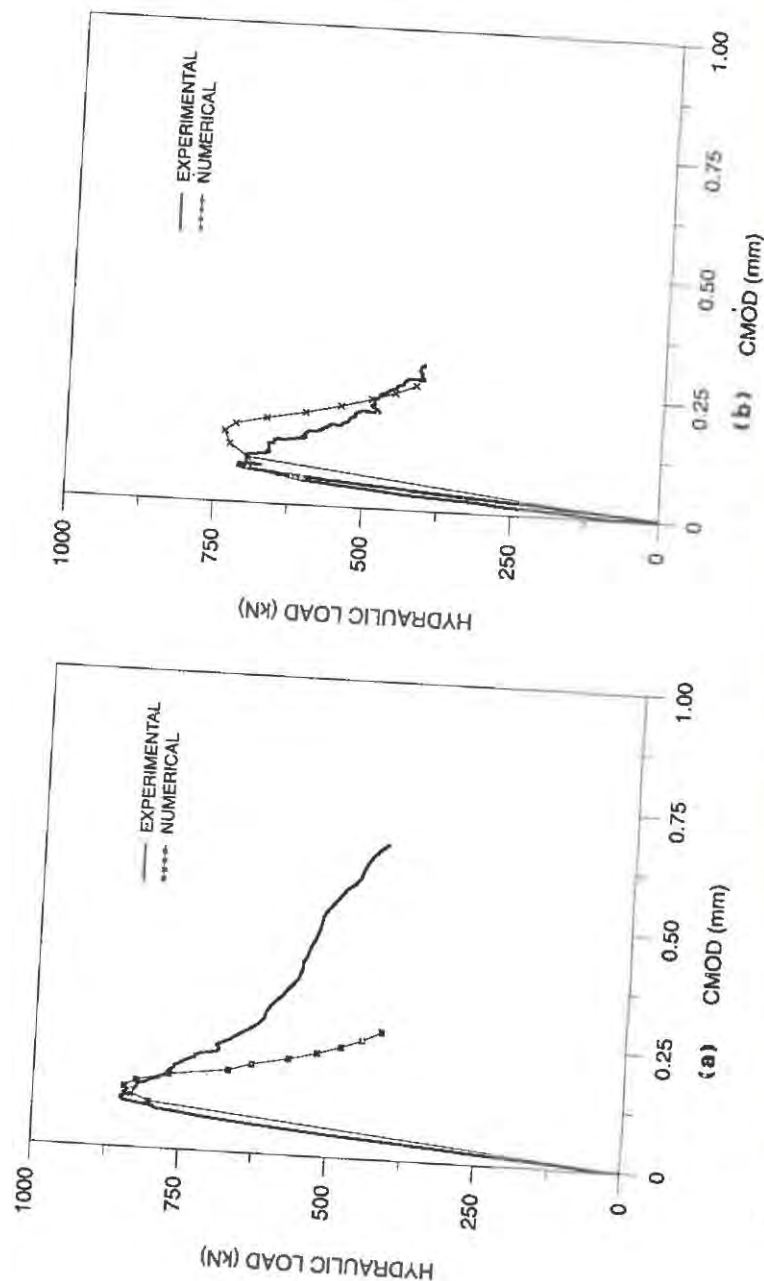 1000
750
500
250
0
HYDRAULIC LOAD (kN)
EXPERIMENTAL
NUMERICAL
0
0.25
0.50
0.75
1.00
(a) CMOD (mm)
1000
750
500
250
0
HYDRAULIC LOAD (kN)
EXPERIMENTAL
NUMERICAL
0
0.25
0.50
0.75
1.00
(b) CMOD (mm)